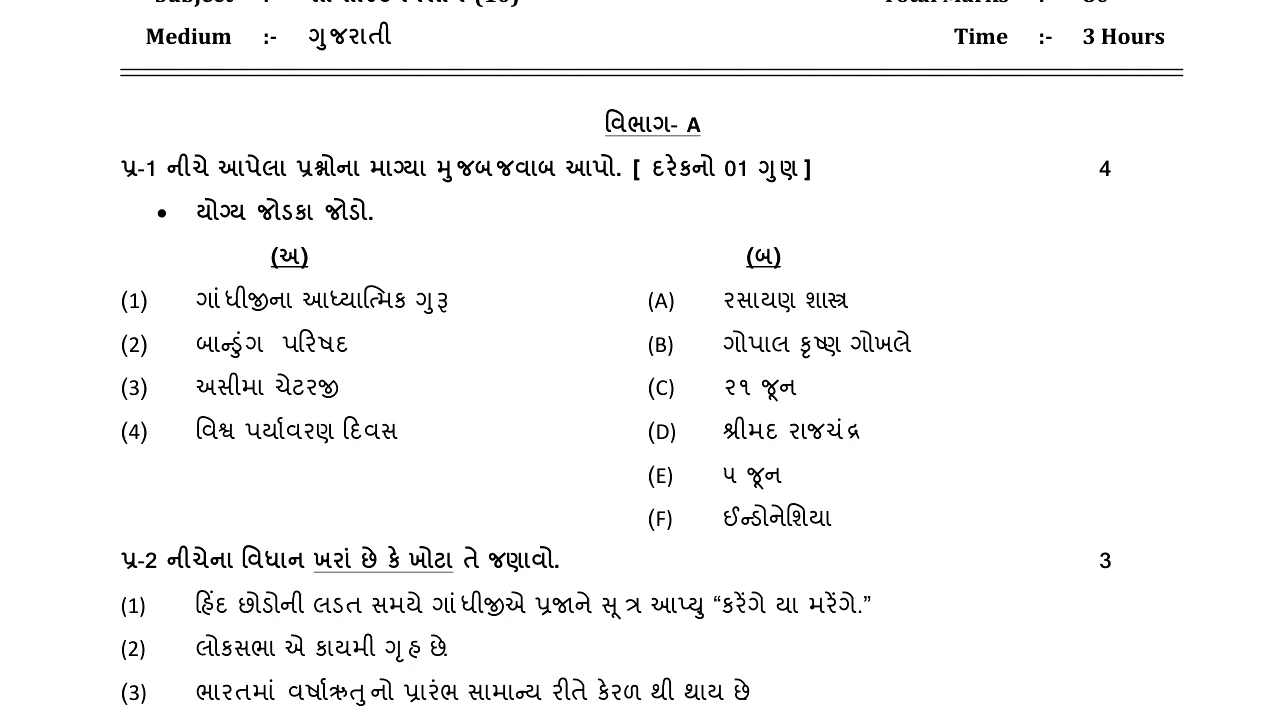 Medium :- ગુજરાતી Time :- 3 Hours
વિભાગ- A
પ્ર-1 નીચે આપેલા પ્રશ્નોના માગ્યા મુજબ જવાબ આપો. [ દરેકનો 01 ગુણ ] 4
• યોગ્ય જોડકા જોડો.
(અ) (બ)
(1) ગાંધીજીના આધ્યાત્મિક ગુરૂ (A) રસાયણ શાસ્ત્ર
(2) બાન્ડુંગ પરિષદ (B) ગોપાલ કૃષ્ણ ગોખલે
(3) અસીમા ચેટરજી (C) ૨૧ જૂન
(4) વિશ્વ પર્યાવરણ દિવસ (D) શ્રીમદ રાજચંદ્ર
(E) ૫ જૂન
(F) ઈન્ડોનેશિયા
પ્ર-2 નીચેના વિધાન ખરાં છે કે ખોટા તે જણાવો. 3
(1) હિંદ છોડોની લડત સમયે ગાંધીજીએ પ્રજાને સૂત્ર આપ્યુ “કરેંગે યા મરેંગે.”
(2) લોકસભા એ કાયમી ગૃહ છે.
(3) ભારતમાં વર્ષાઋતુનો પ્રારંભ સામાન્ય રીતે કેરળ થી થાય છે